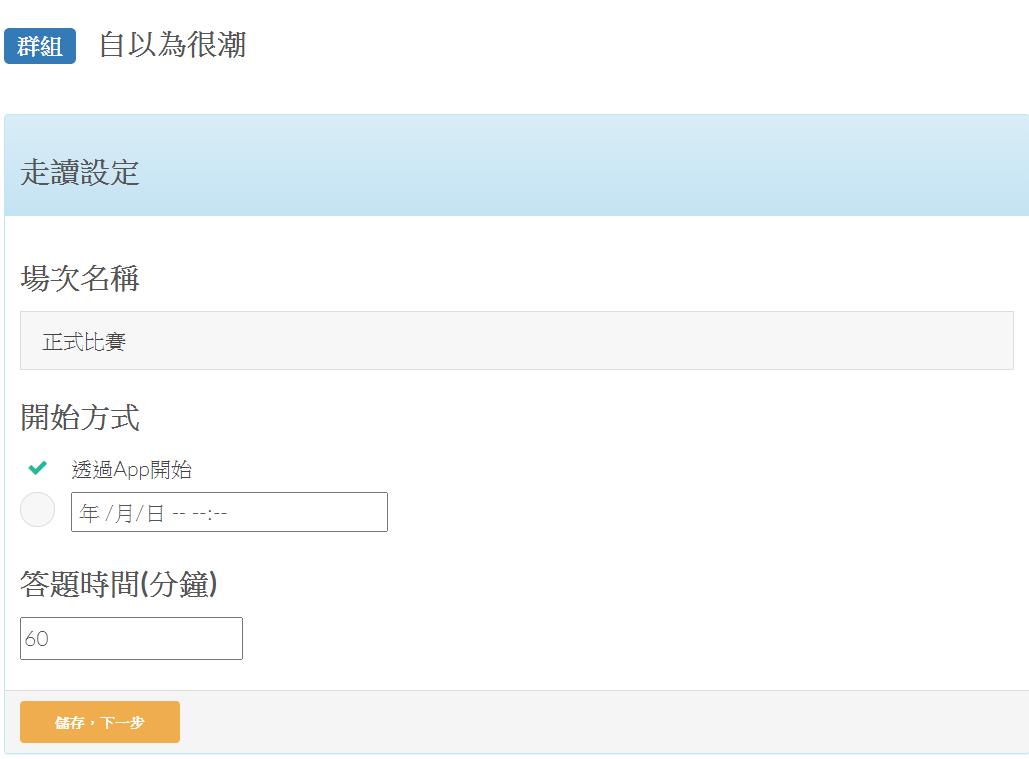 群組 自以為很潮
走讀設定
場次名稱
正式比賽
開始方式
透過App開始
年 /月/日 -- --:--
答題時間(分鐘)
60
儲存，下一步